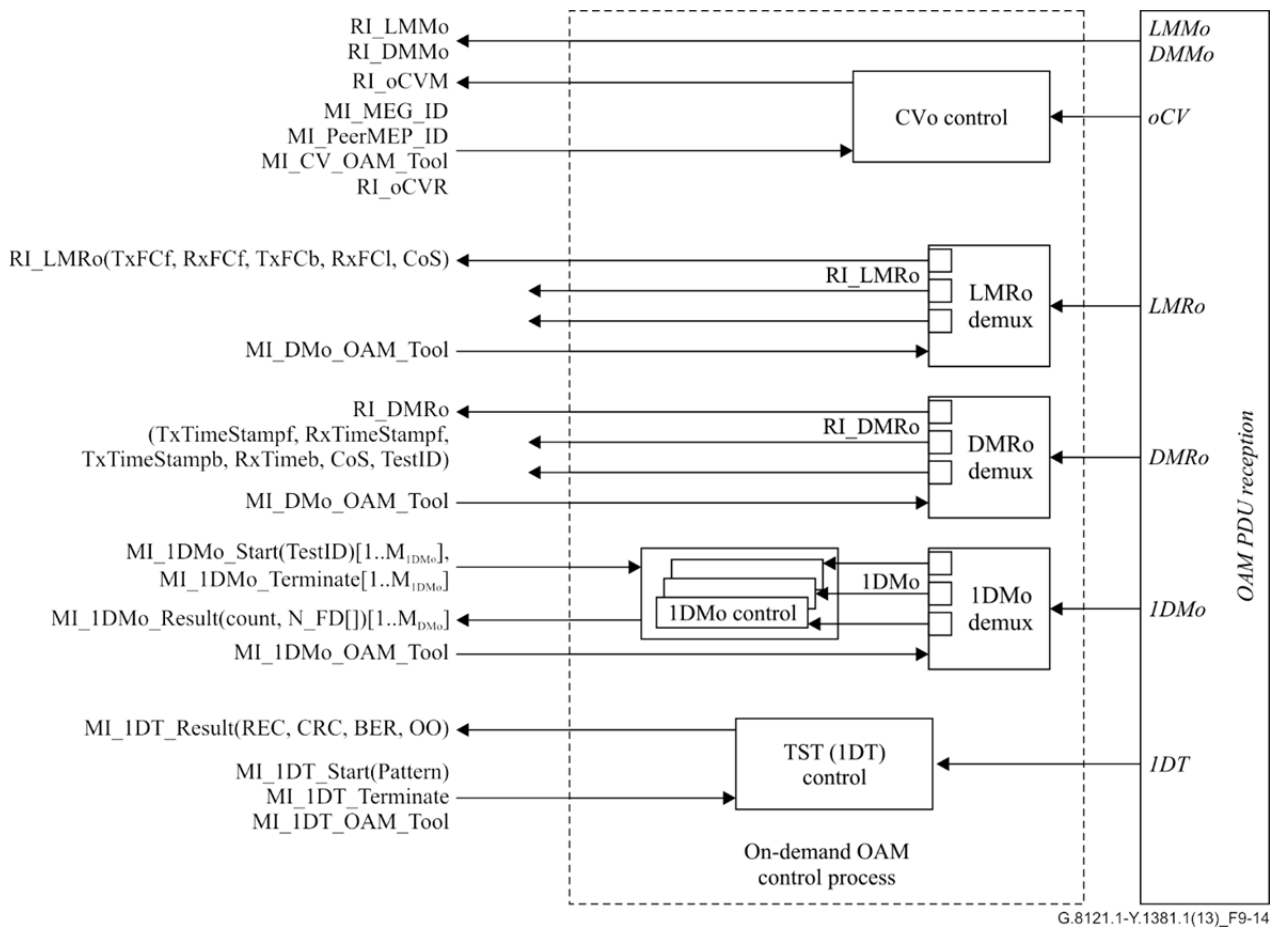 RI_LMMo
RI_DMMo
LMMo
DMMo
RI_oCVM
CVo control
oCV
MI_MEG_ID
MI_PeerMEP_ID
MI_CV_OAM_Tool
RI_oCVR
RI_LMRo(TxFCf, RxFCf, TxFCb, RxFCl, CoS)
RI_LMRo
LMRo
demux
LMRo
MI_DMo_OAM_Tool
RI_DMRo
(TxTimeStampf, RxTimeStampf,
TxTimeStampb, RxTimeb, CoS, TestID)
RI_DMRo
DMRo
demux
DMRo
MI_DMo_OAM_Tool
OAM PDU reception
MI_1DMo_Start(TestID)[1..M1DMo],
MI_1DMo_Terminate[1..M1DMo]
MI_1DMo_Result(count, N_FD[])[1..MDMo]
MI_1DMo_OAM_Tool
1DMo
1DMo control
1DMo
demux
1DMo
MI_1DT_Result(REC, CRC, BER, OO)
MI_1DT_Start(Pattern)
MI_1DT_Terminate
MI_1DT_OAM_Tool
TST (1DT)
control
1DT
On-demand OAM
control process
G.8121.1-Y.1381.1(13)_F9-14